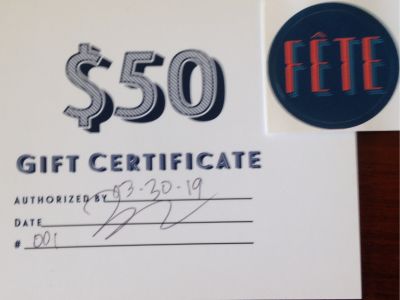 FÊTE
$50
GIFT CERTIFICATE
AUTHORIZED BY 03-30-19
DATE
# 001